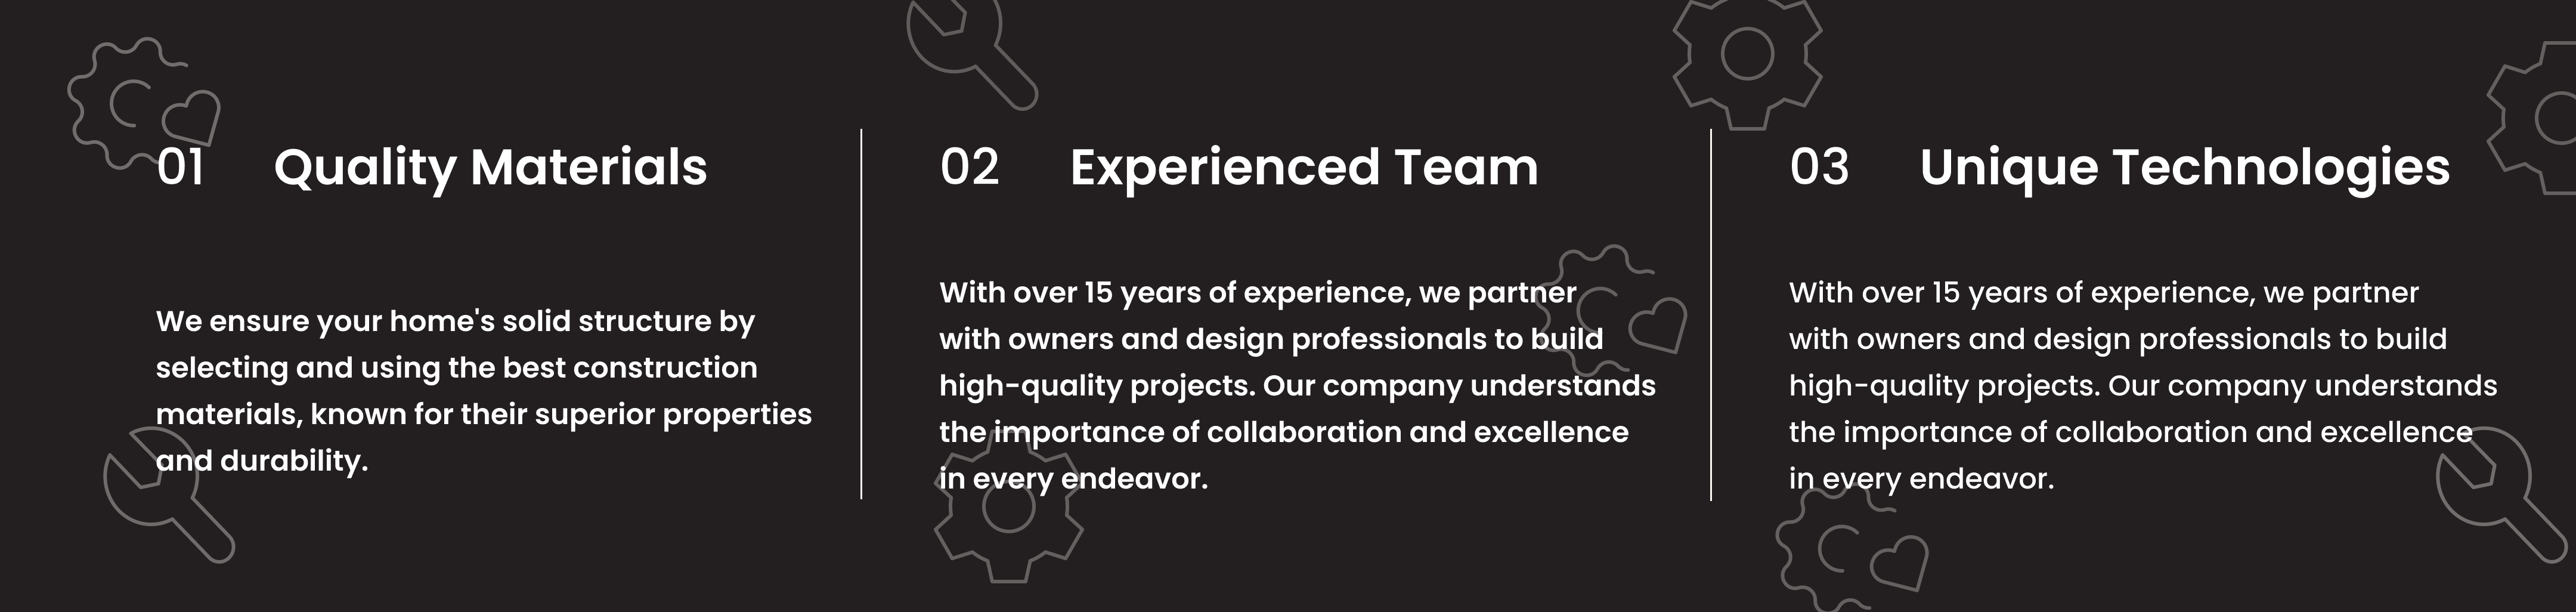 01 Quality Materials
We ensure your home's solid structure by
selecting and using the best construction
materials, known for their superior properties
and durability.
02 Experienced Team
With over 15 years of experience, we partner
with owners and design professionals to build
high-quality projects. Our company understands
the importance of collaboration and excellence
in every endeavor.
03 Unique Technologies
With over 15 years of experience, we partner
with owners and design professionals to build
high-quality projects. Our company understands
the importance of collaboration and excellence
in every endeavor.